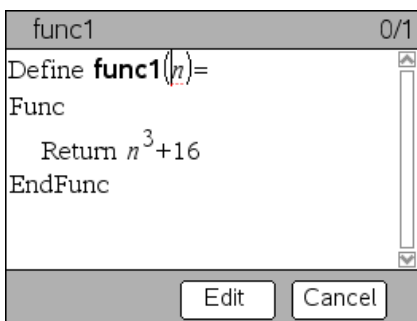 func1 0/1
Define func1(n)=
Func
Return n³+16
EndFunc
Edit Cancel